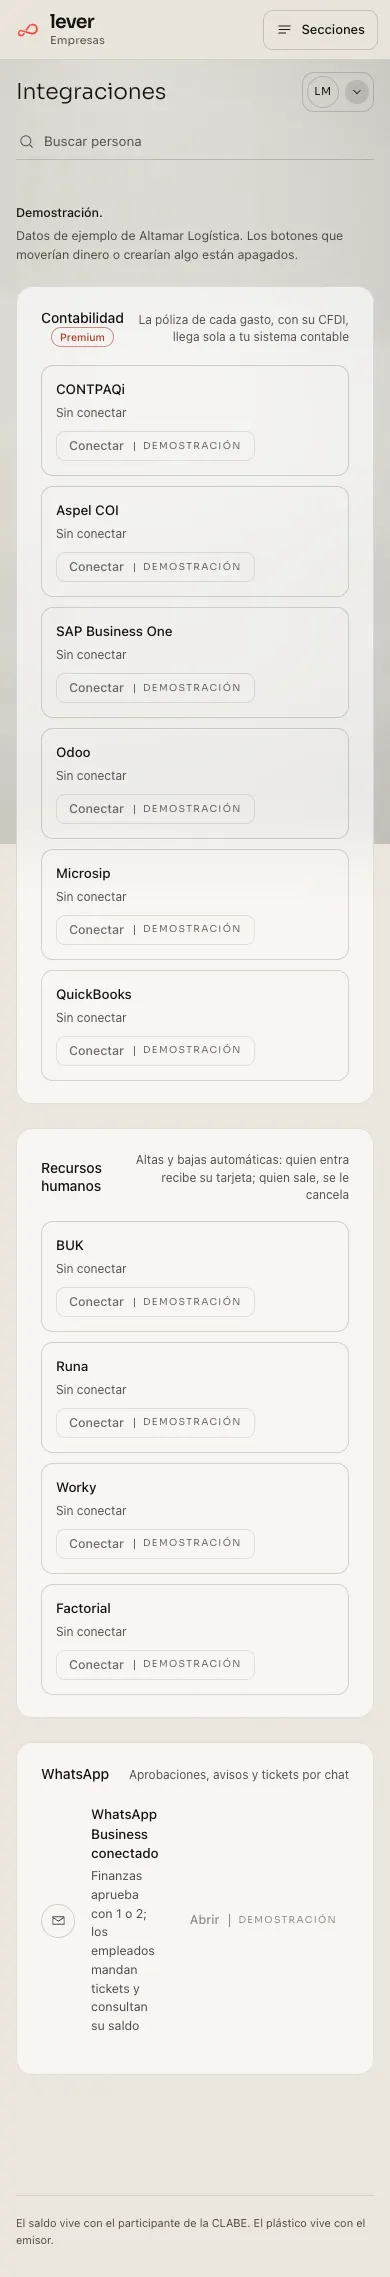 lever
Empresas
Secciones
Integraciones
LM
Buscar persona
Demostración.
Datos de ejemplo de Altamar Logística. Los botones que
moverían dinero o crearían algo están apagados.
Contabilidad
Premium
La póliza de cada gasto, con su CFDI,
llega sola a tu sistema contable
CONTPAQi
Sin conectar
Conectar | DEMOSTRACIÓN
Aspel COI
Sin conectar
Conectar | DEMOSTRACIÓN
SAP Business One
Sin conectar
Conectar | DEMOSTRACIÓN
Odoo
Sin conectar
Conectar | DEMOSTRACIÓN
Microsip
Sin conectar
Conectar | DEMOSTRACIÓN
QuickBooks
Sin conectar
Conectar | DEMOSTRACIÓN
Recursos
humanos
Altas y bajas automáticas: quien entra
recibe su tarjeta; quien sale, se le
cancela
BUK
Sin conectar
Conectar | DEMOSTRACIÓN
Runa
Sin conectar
Conectar | DEMOSTRACIÓN
Worky
Sin conectar
Conectar | DEMOSTRACIÓN
Factorial
Sin conectar
Conectar | DEMOSTRACIÓN
WhatsApp
Aprobaciones, avisos y tickets por chat
WhatsApp
Business
conectado
Finanzas
aprueba
con 1 o 2;
los
empleados
mandan
tickets y
consultan
su saldo
Abrir | DEMOSTRACIÓN
El saldo vive con el participante de la CLABE. El plástico vive con el
emisor.